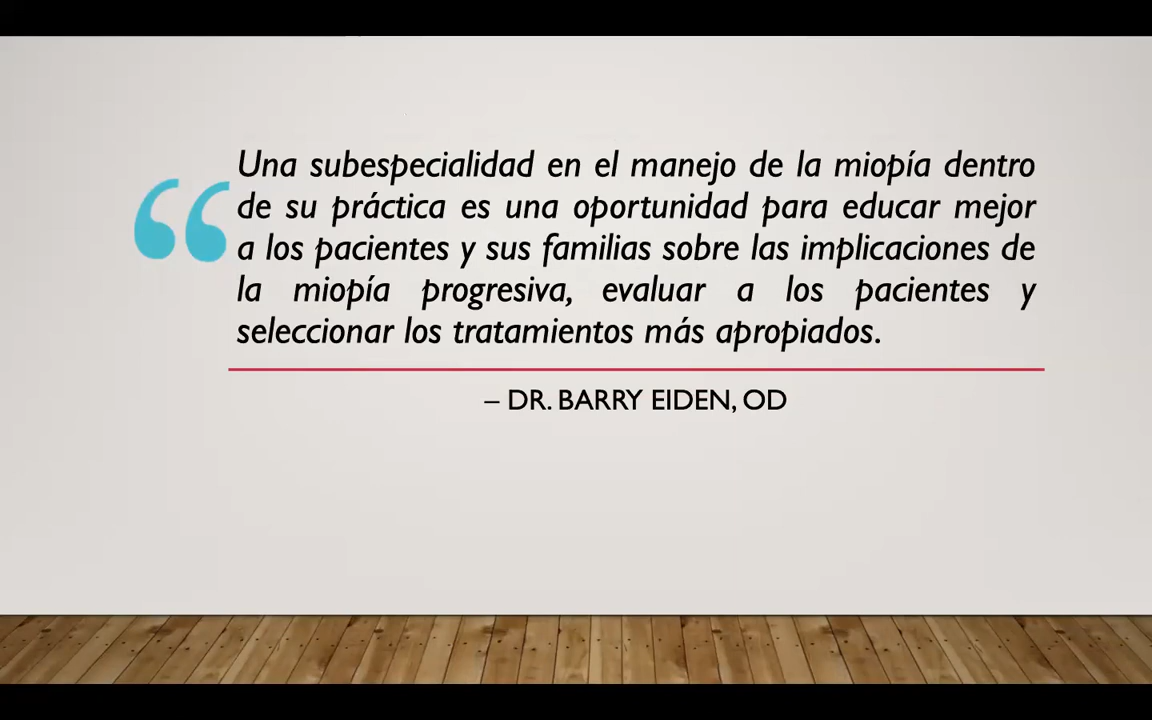 Una subespecialidad en el manejo de la miopía dentro
de su práctica es una oportunidad para educar mejor
a los pacientes y sus familias sobre las implicaciones de
la miopía progresiva, evaluar a los pacientes y
seleccionar los tratamientos más apropiados.
– DR. BARRY EIDEN, OD